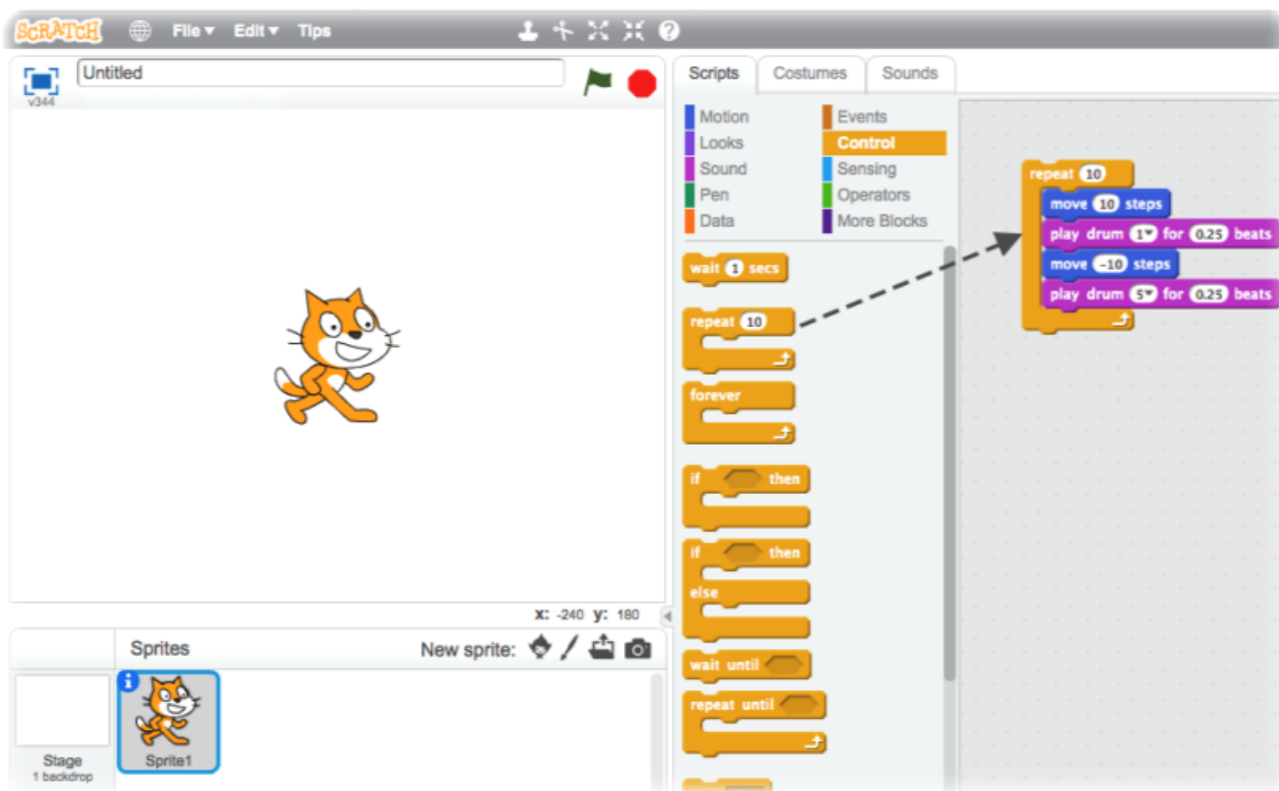 SCRATCH File Edit Tips
v344 Untitled
x: -240 y: 180
Sprites New sprite:
Stage
1 backdrop
Sprite1
Scripts Costumes Sounds
Motion Events
Looks Control
Sound Sensing
Pen Operators
Data More Blocks
wait 1 secs
repeat 10
forever
if then
if then
else
wait until
repeat until
repeat 10
move 10 steps
play drum 1 for 0.25 beats
move -10 steps
play drum 5 for 0.25 beats